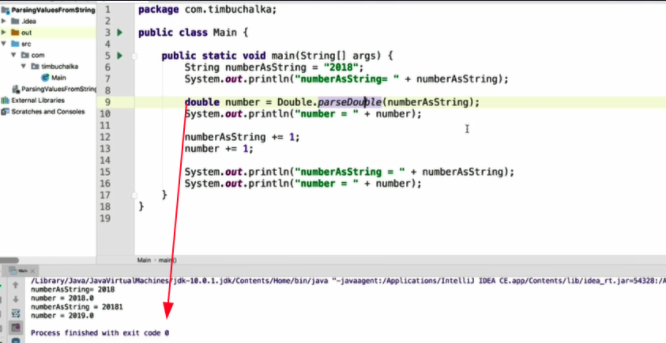 ParsingValuesFromString
.idea
out
src
com
timbuchalka
Main
ParsingValuesFromString
External Libraries
Scratches and Consoles
1 package com.timbuchalka;
2
3 public class Main {
4
5 public static void main(String[] args) {
6 String numberAsString = "2018";
7 System.out.println("numberAsString= " + numberAsString);
8
9 double number = Double.parseDouble(numberAsString);
10 System.out.println("number = " + number);
11
12 numberAsString += 1;
13 number += 1;
14
15 System.out.println("numberAsString = " + numberAsString);
16 System.out.println("number = " + number);
17 }
18 }
19
Main › main()
Main
/Library/Java/JavaVirtualMachines/jdk-10.0.1.jdk/Contents/Home/bin/java "-javaagent:/Applications/IntelliJ IDEA CE.app/Contents/lib/idea_rt.jar=54328:/A
numberAsString= 2018
number = 2018.0
numberAsString = 20181
number = 2019.0
Process finished with exit code 0